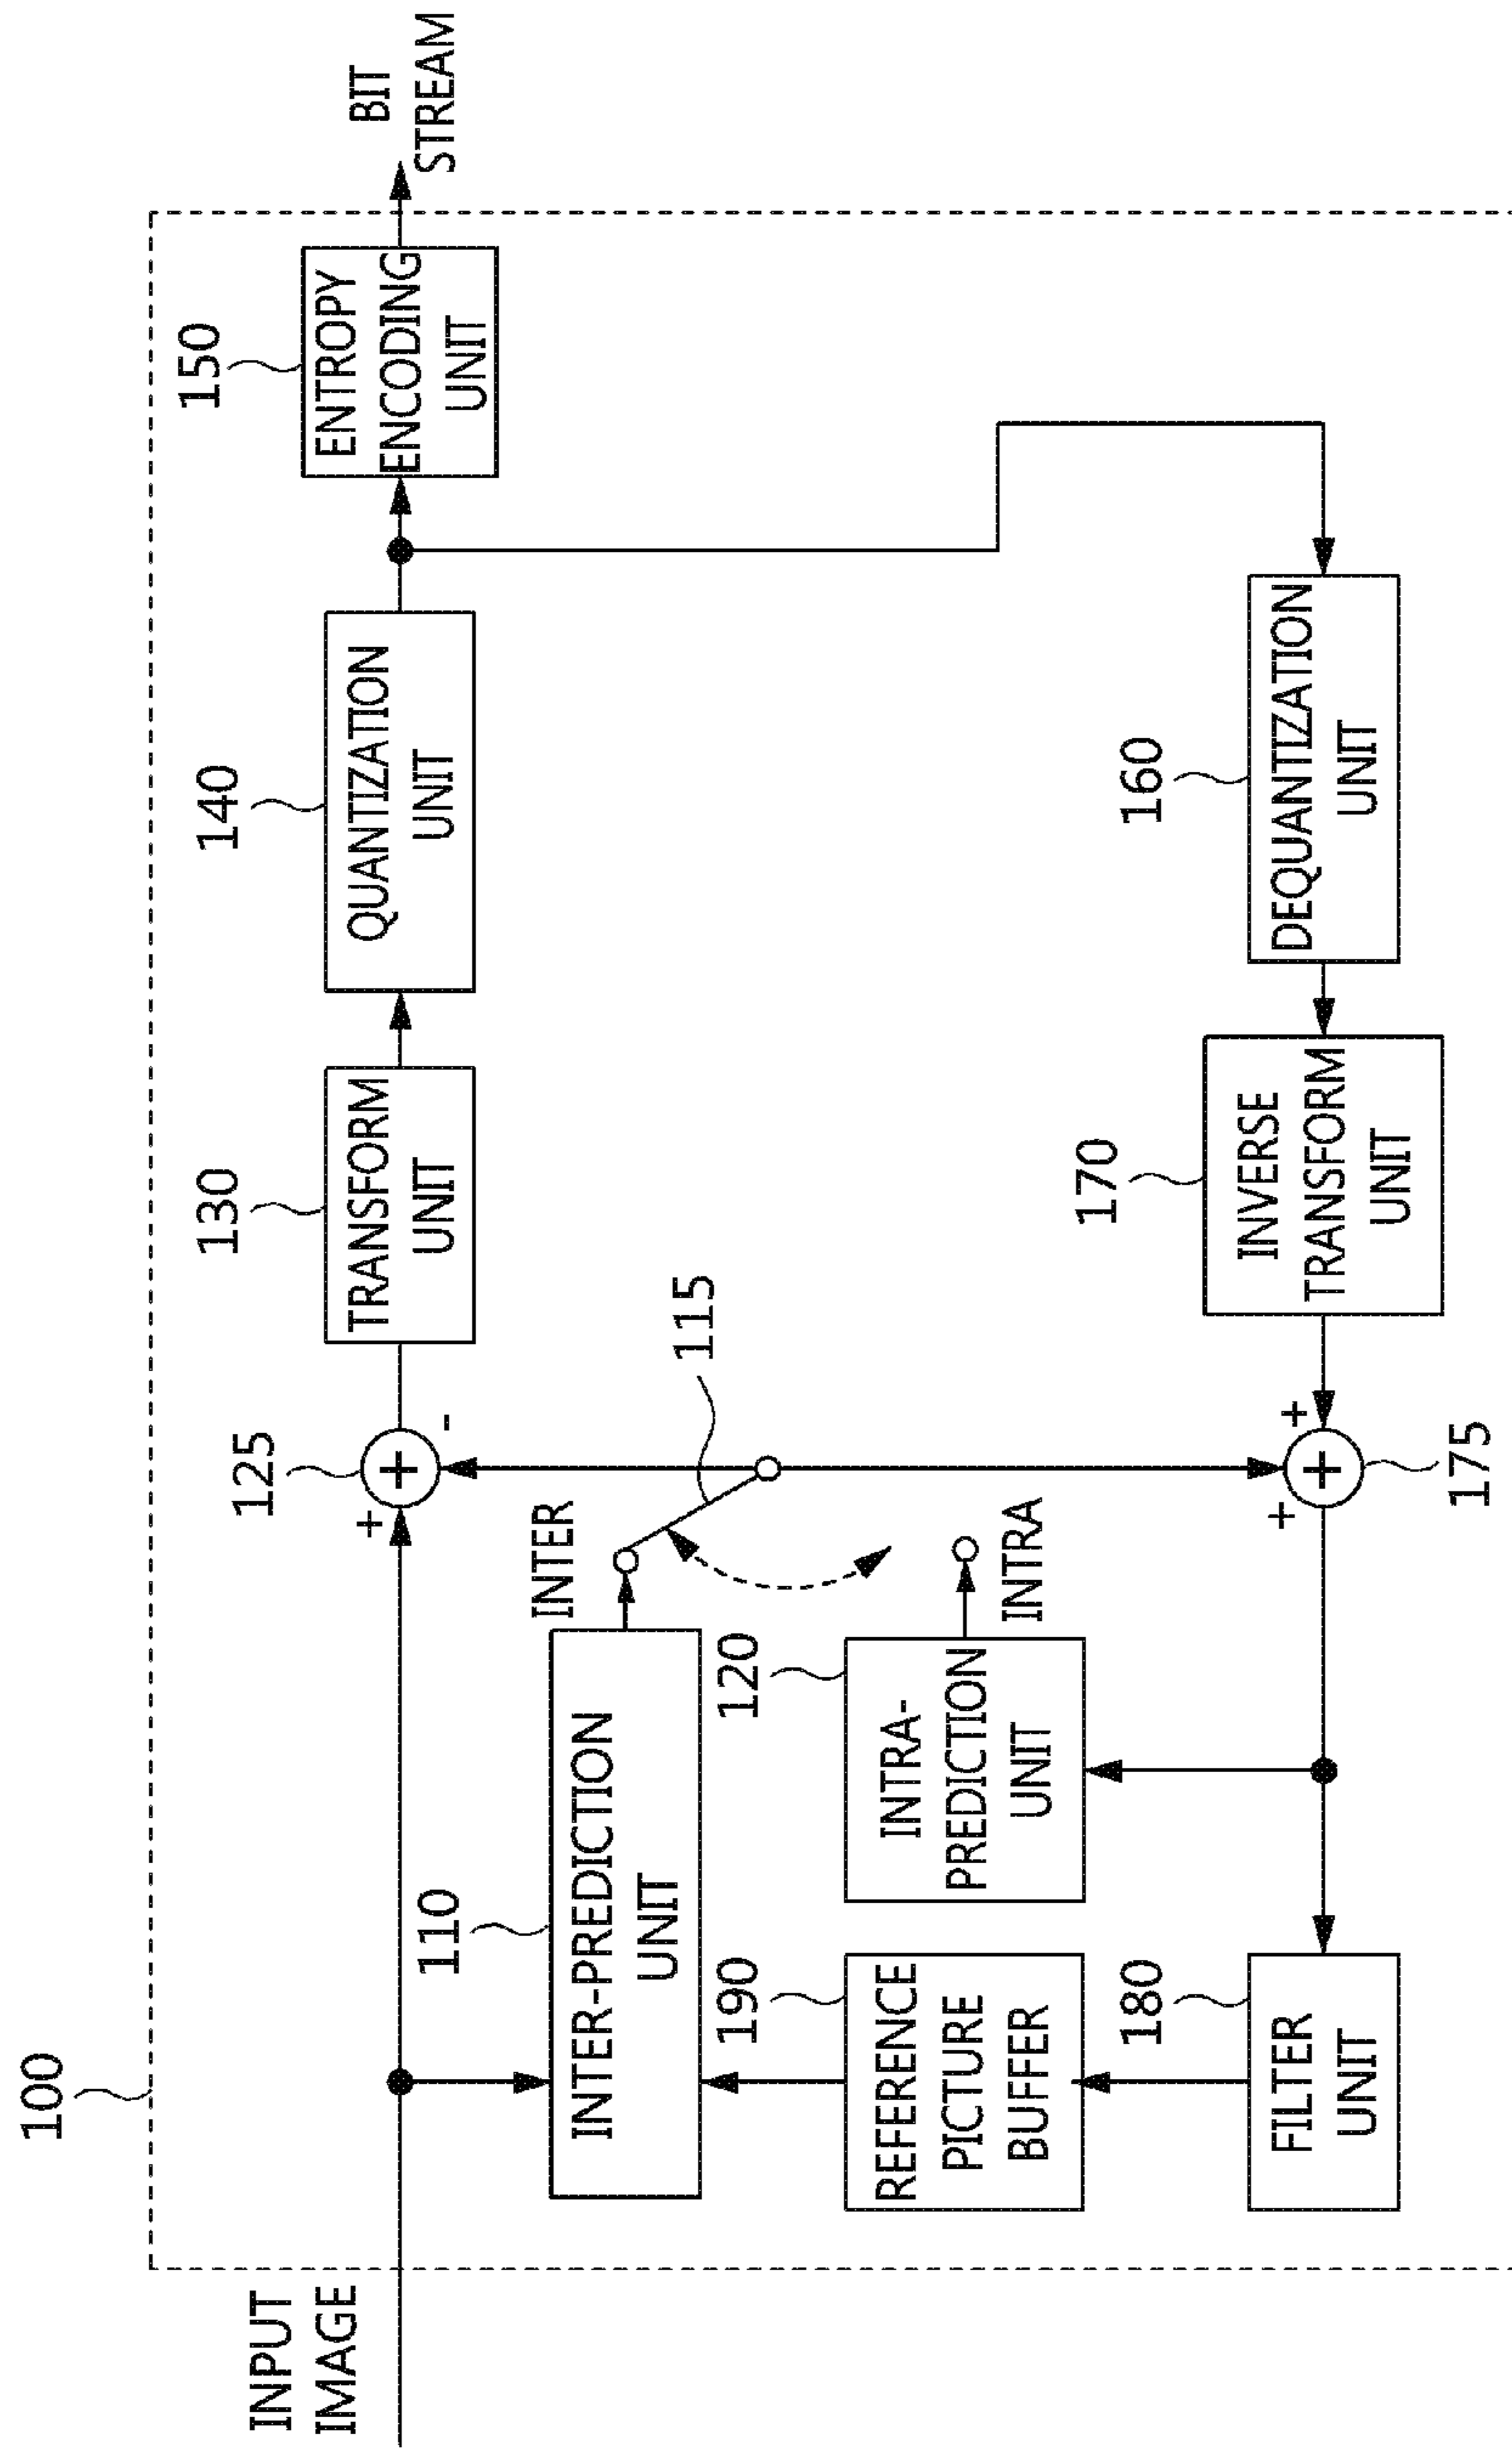 100
INPUT
IMAGE
125
+
+
-
130
TRANSFORM
UNIT
140
QUANTIZATION
UNIT
150
ENTROPY
ENCODING
UNIT
BIT
STREAM
110
INTER-PREDICTION
UNIT
INTER
115
190
REFERENCE
PICTURE
BUFFER
120
INTRA-
PREDICTION
UNIT
INTRA
180
FILTER
UNIT
+
+
+
175
170
INVERSE
TRANSFORM
UNIT
160
DEQUANTIZATION
UNIT